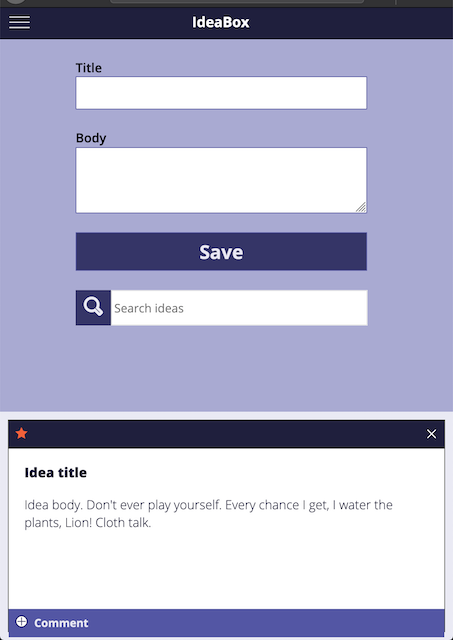 IdeaBox
Title
Body
Save
Search ideas
Idea title
Idea body. Don't ever play yourself. Every chance I get, I water the
plants, Lion! Cloth talk.
Comment